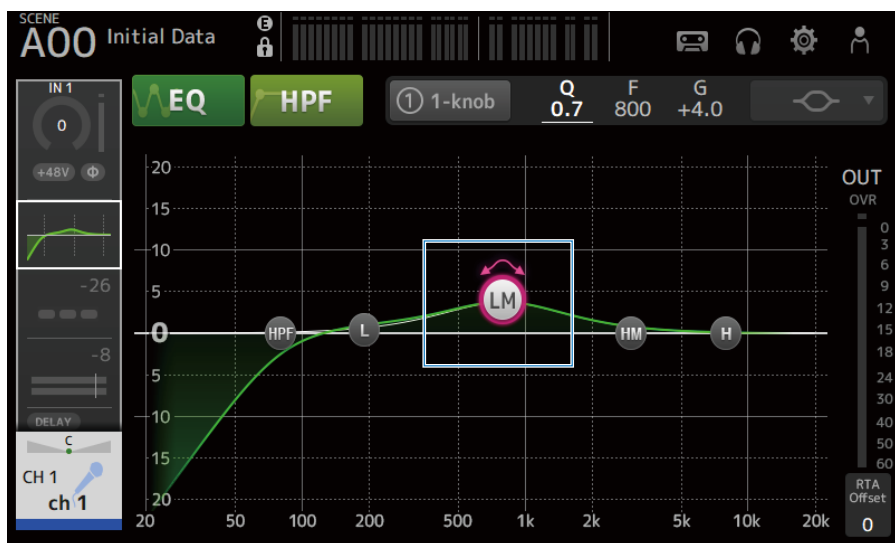 SCENE
A00 Initial Data
E
IN 1
0
+48V Φ
-26
-8
DELAY
C
CH 1
ch 1
EQ
HPF
1 1-knob
Q
0.7
F
800
G
+4.0
20
15
10
5
0
5
10
15
20
HPF
L
LM
HM
H
20 50 100 200 500 1k 2k 5k 10k 20k
OUT
OVR
0
3
6
9
12
15
18
24
30
40
50
60
RTA
Offset
0